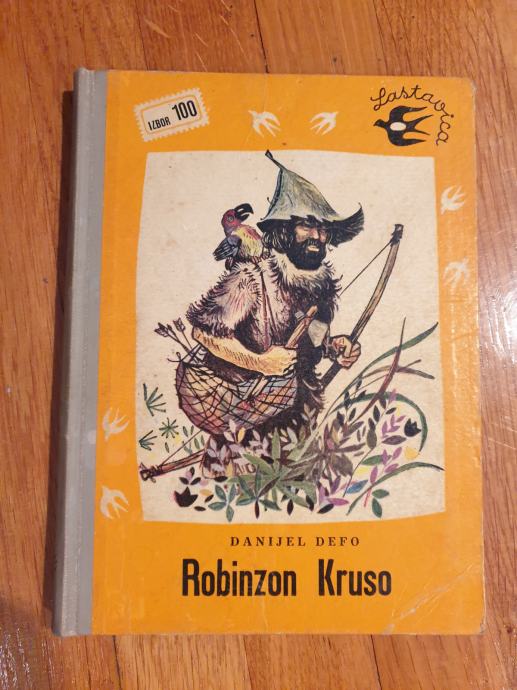 IZBOR 100
Lastavica
DANIJEL DEFO
Robinzon Kruso